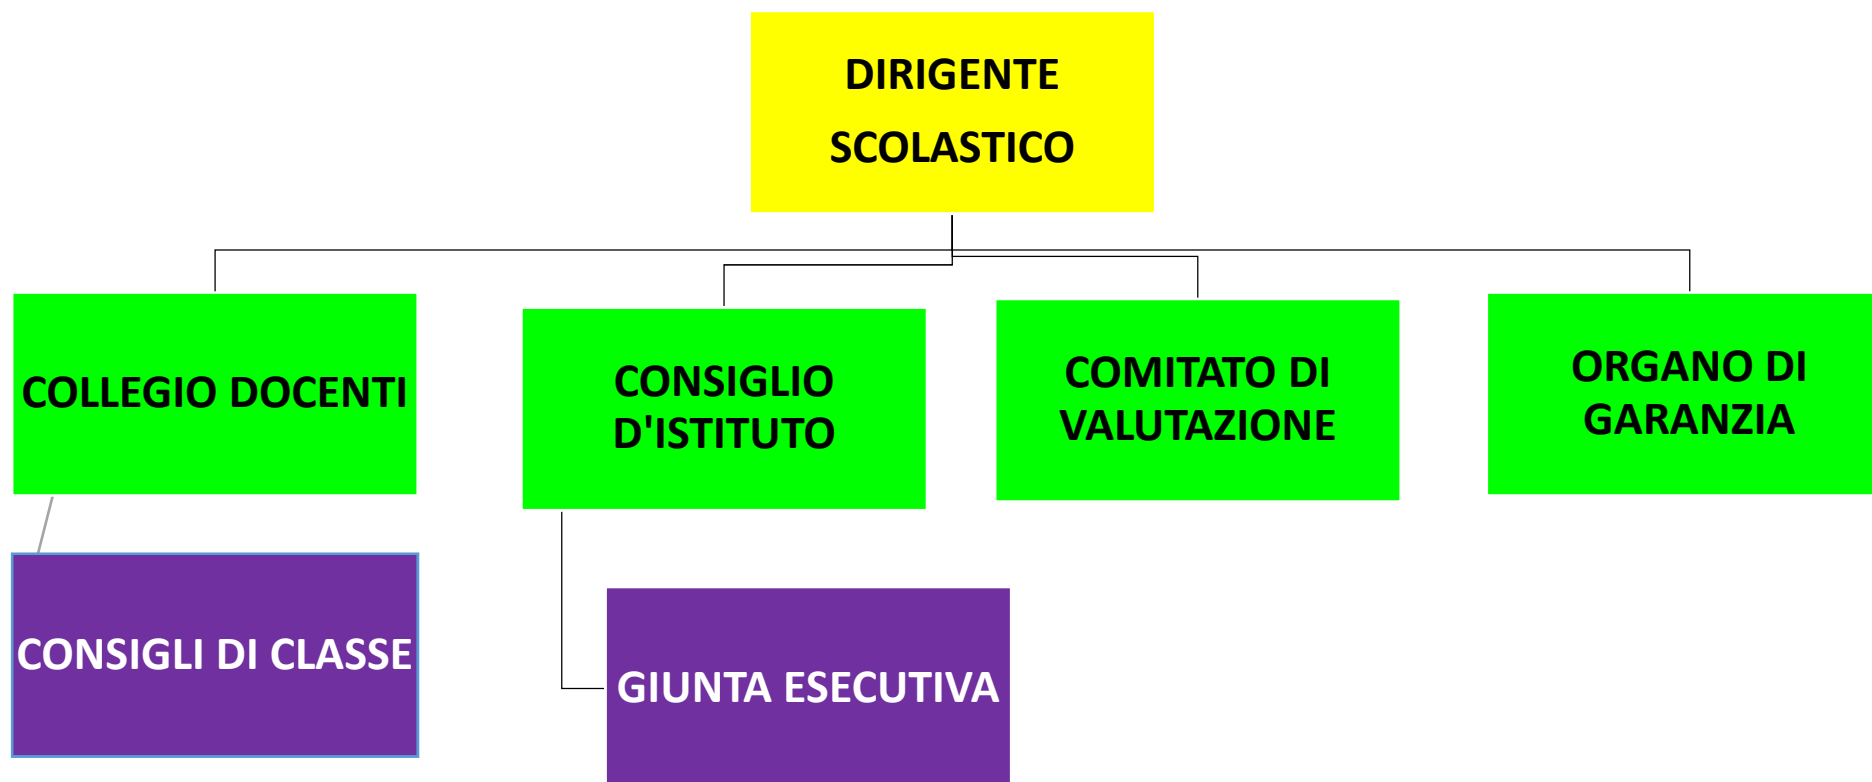 DIRIGENTE
SCOLASTICO
COLLEGIO DOCENTI
CONSIGLIO
D'ISTITUTO
COMITATO DI
VALUTAZIONE
ORGANO DI
GARANZIA
CONSIGLI DI CLASSE
GIUNTA ESECUTIVA